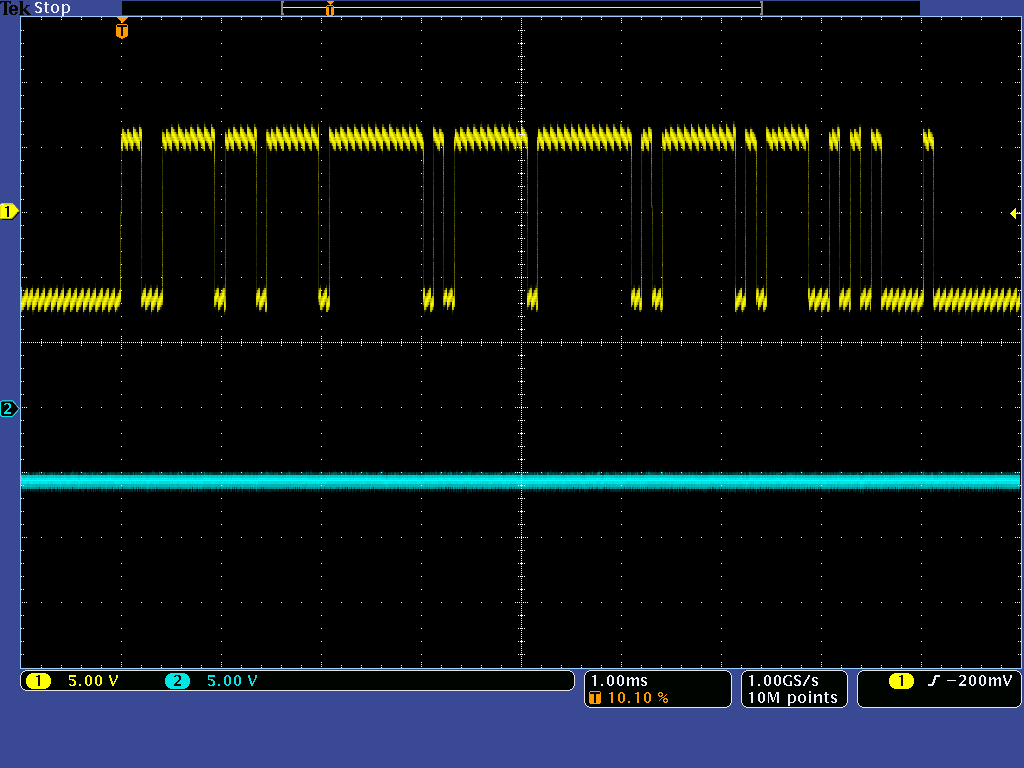 Tek Stop
T
T
1
2
1 5.00 V 2 5.00 V
1.00ms
T 10.10 %
1.00GS/s
10M points
1 −200mV